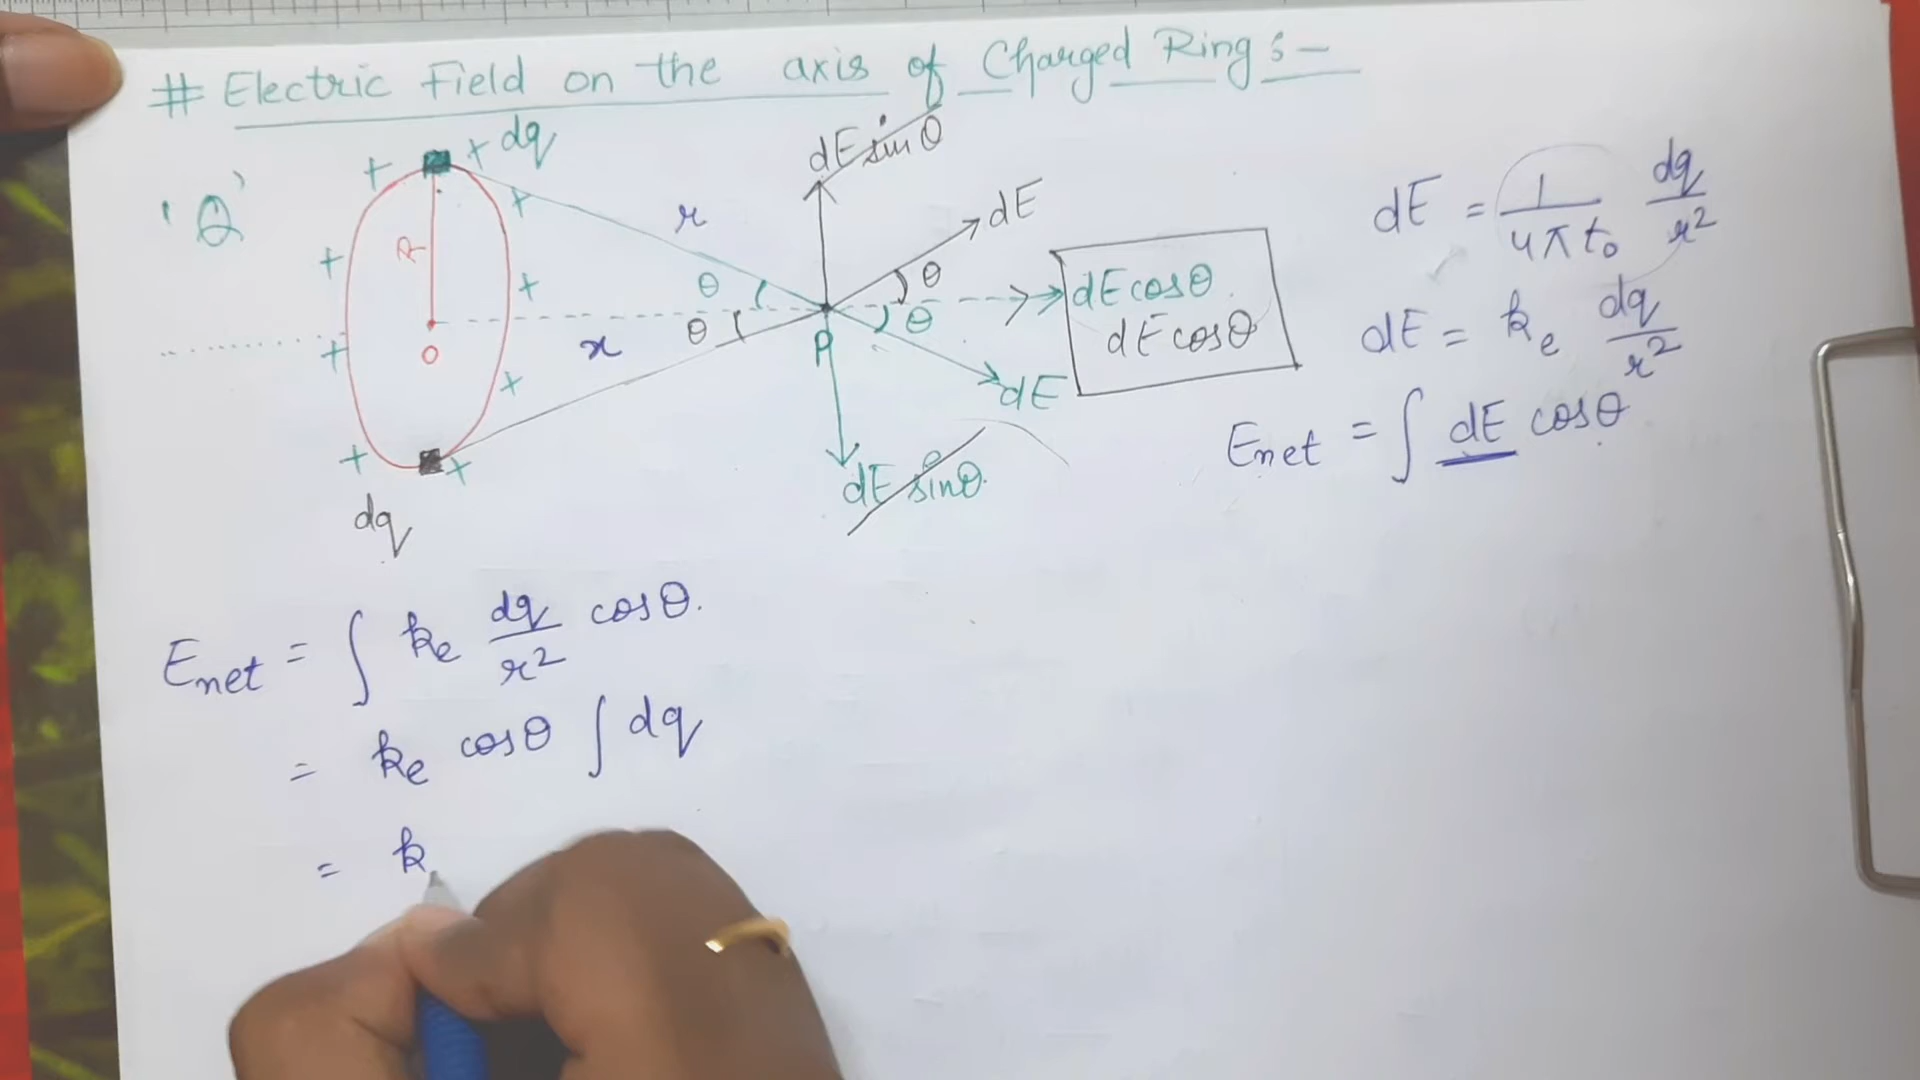 # Electric Field on the axis of Charged Ring :-
+ + dq
dE sinθ
'Q'
+
r
dE
dE = 1/4πt₀ dq/r²
R
+
+
θ
θ
dE cosθ
θ
θ
x
P
dE cosθ
dE = ke dq/r²
O
+
+
dE
Enet = ∫ dE cosθ
+ +
dE sinθ.
dq
Enet = ∫ ke dq/r² cosθ.
= ke cosθ ∫ dq
= k